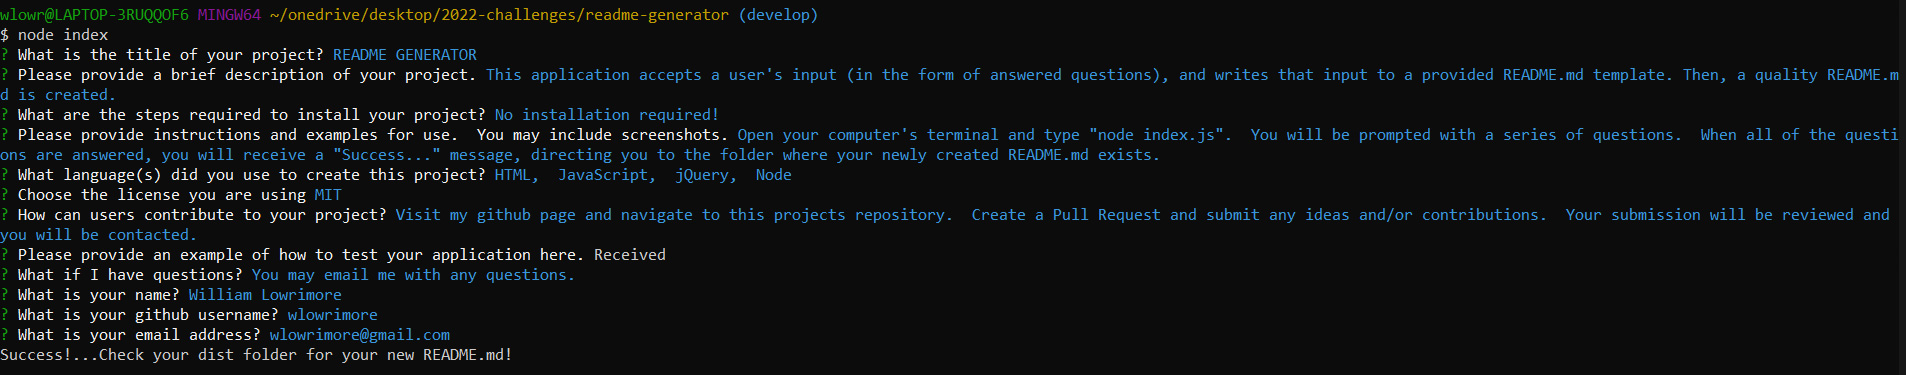 wlowr@LAPTOP-3RUQQOF6 MINGW64 ~/onedrive/desktop/2022-challenges/readme-generator (develop)
$ node index
? What is the title of your project? README GENERATOR
? Please provide a brief description of your project. This application accepts a user's input (in the form of answered questions), and writes that input to a provided README.md template. Then, a quality README.m
d is created.
? What are the steps required to install your project? No installation required!
? Please provide instructions and examples for use.  You may include screenshots. Open your computer's terminal and type "node index.js".  You will be prompted with a series of questions.  When all of the questi
ons are answered, you will receive a "Success..." message, directing you to the folder where your newly created README.md exists.
? What language(s) did you use to create this project? HTML,  JavaScript,  jQuery,  Node
? Choose the license you are using MIT
? How can users contribute to your project? Visit my github page and navigate to this projects repository.  Create a Pull Request and submit any ideas and/or contributions.  Your submission will be reviewed and
you will be contacted.
? Please provide an example of how to test your application here. Received
? What if I have questions? You may email me with any questions.
? What is your name? William Lowrimore
? What is your github username? wlowrimore
? What is your email address? wlowrimore@gmail.com
Success!...Check your dist folder for your new README.md!